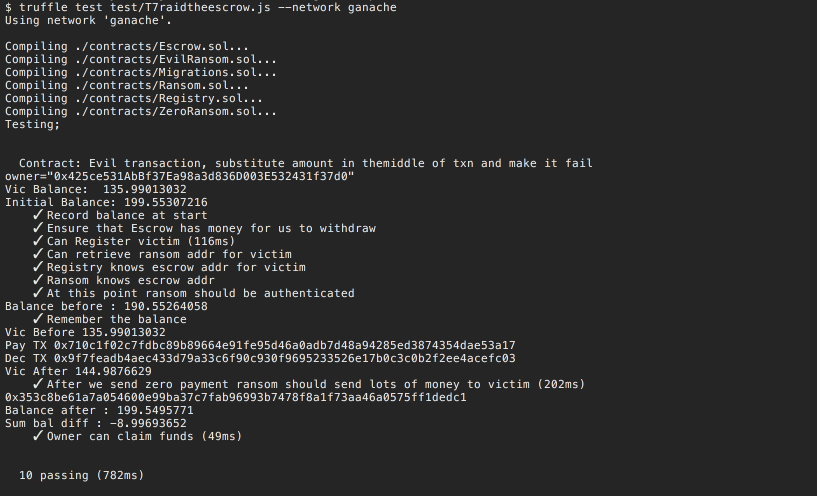 $ truffle test test/T7raidtheescrow.js --network ganache
Using network 'ganache'.
Compiling ./contracts/Escrow.sol...
Compiling ./contracts/EvilRansom.sol...
Compiling ./contracts/Migrations.sol...
Compiling ./contracts/Ransom.sol...
Compiling ./contracts/Registry.sol...
Compiling ./contracts/ZeroRansom.sol...
Testing;
Contract: Evil transaction, substitute amount in themiddle of txn and make it fail
owner="0x425ce531AbBf37Ea98a3d836D003E532431f37d0"
Vic Balance:  135.99013032
Initial Balance: 199.55307216
✓ Record balance at start
✓ Ensure that Escrow has money for us to withdraw
✓ Can Register victim (116ms)
✓ Can retrieve ransom addr for victim
✓ Registry knows escrow addr for victim
✓ Ransom knows escrow addr
✓ At this point ransom should be authenticated
Balance before : 190.55264058
✓ Remember the balance
Vic Before 135.99013032
Pay TX 0x710c1f02c7fdbc89b89664e91fe95d46a0adb7d48a94285ed3874354dae53a17
Dec TX 0x9f7feadb4aec433d79a33c6f90c930f9695233526e17b0c3c0b2f2ee4acefc03
Vic After 144.9876629
✓ After we send zero payment ransom should send lots of money to victim (202ms)
0x353c8be61a7a054600e99ba37c7fab96993b7478f8a1f73aa46a0575ff1dedc1
Balance after : 199.5495771
Sum bal diff : -8.99693652
✓ Owner can claim funds (49ms)
10 passing (782ms)